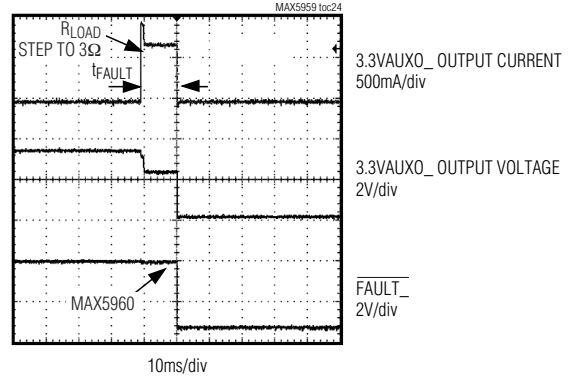 MAX5959 toc24
RLOAD
STEP TO 3Ω
tFAULT
3.3VAUXO_ OUTPUT CURRENT
500mA/div
3.3VAUXO_ OUTPUT VOLTAGE
2V/div
MAX5960
FAULT_
2V/div
10ms/div